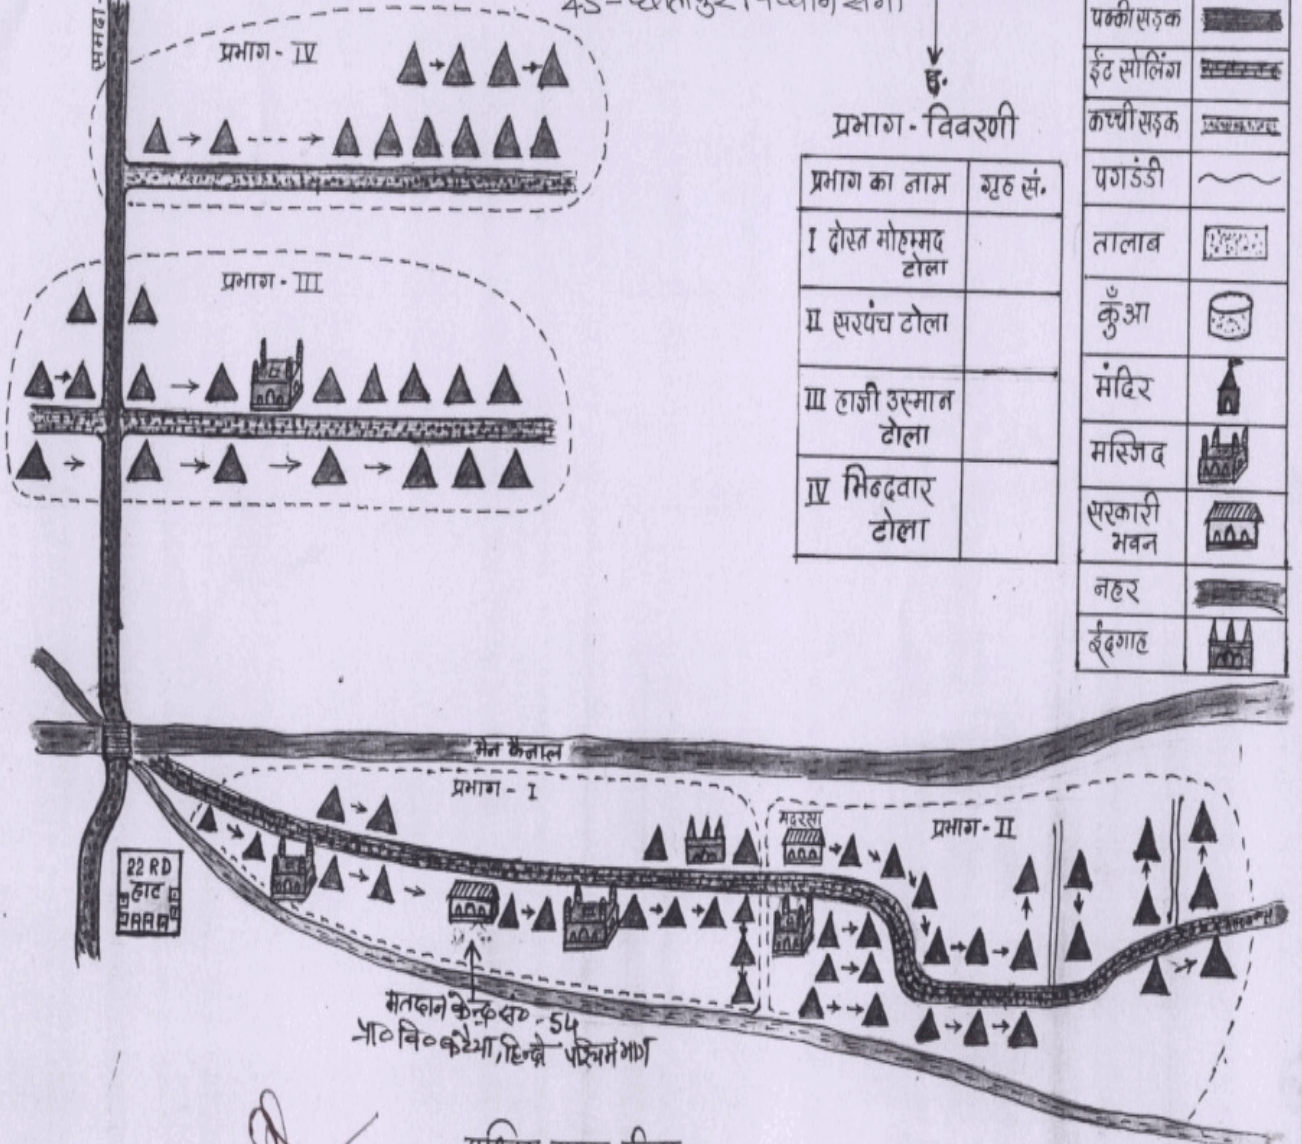 द.
प्रभाग - IV
पक्की सड़क
ईंट सोलिंग
कच्ची सड़क
पगडंडी
तालाब
कुँआ
मंदिर
मस्जिद
सरकारी
भवन
नहर
ईदगाह
प्रभाग - विवरणी
प्रभाग का नाम गृह सं.
I दोस्त मोहम्मद
टोला
II सरपंच टोला
III हाजी उस्मान
टोला
IV भिन्दवार
टोला
प्रभाग - III
मेन कैनाल
प्रभाग - I
मदरसा
प्रभाग - II
22 RD
हाट
मतदान केन्द्र सं० - 54
प्रा० वि० पश्चिम भाग